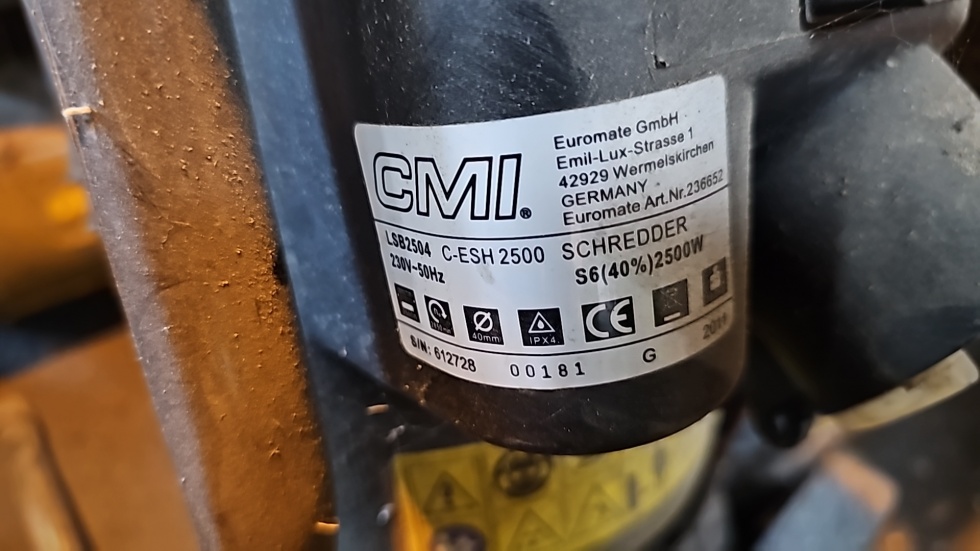 CMI®
Euromate GmbH
Emil-Lux-Strasse 1
42929 Wermelskirchen
GERMANY
Euromate Art.Nr.236652
LSB2504 C-ESH 2500 SCHREDDER
230V~50Hz S6(40%)2500W
40mm
IPX4
CE
S/N: 612728 00181 G